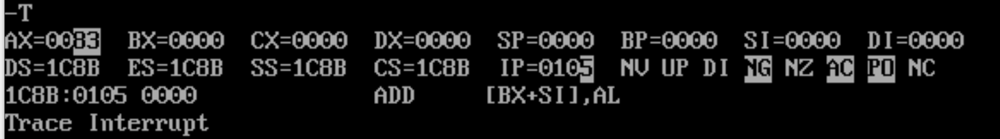 -T
AX=0083 BX=0000 CX=0000 DX=0000 SP=0000 BP=0000 SI=0000 DI=0000
DS=1C8B ES=1C8B SS=1C8B CS=1C8B IP=0105 NV UP DI NG NZ AC PO NC
1C8B:0105 0000 ADD [BX+SI],AL
Trace Interrupt